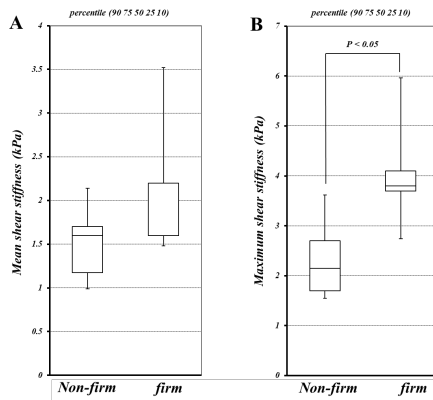 A
percentile (90 75 50 25 10)
4
3.5
3
2.5
2
1.5
1
0.5
0
Mean shear stiffness (kPa)
Non-firm firm
B
percentile (90 75 50 25 10)
P < 0.05
7
6
5
4
3
2
1
0
Maximum shear stiffness (kPa)
Non-firm firm